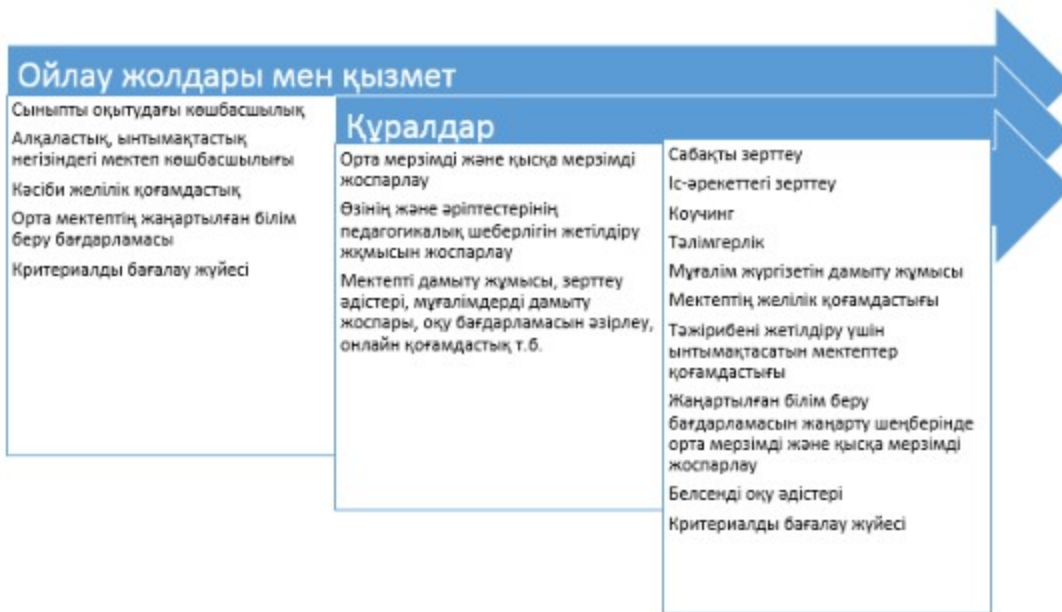 Ойлау жолдары мен қызмет
Сыныпты оқытудағы көшбасшылық
Алқаластық, ынтымақтастық
негізіндегі мектеп көшбасшылығы
Кәсіби желілік қоғамдастық
Орта мектептің жаңартылған білім
беру бағдарламасы
Критериалды бағалау жүйесі
Құралдар
Орта мерзімді және қысқа мерзімді
жоспарлау
Өзінің және әріптестерінің
педагогикалық шеберлігін жетілдіру
жқмысын жоспарлау
Мектепті дамыту жұмысы, зерттеу
әдістері, мұғалімдерді дамыту
жоспары, оқу бағдарламасын әзірлеу,
онлайн қоғамдастық т.б.
Сабақты зерттеу
Іс-әрекеттегі зерттеу
Коучинг
Тәлімгерлік
Мұғалім жүргізетін дамыту жұмысы
Мектептің желілік қоғамдастығы
Тәжірибені жетілдіру үшін
ынтымақтасатын мектептер
қоғамдастығы
Жаңартылған білім беру
бағдарламасын жаңарту шеңберінде
орта мерзімді және қысқа мерзімді
жоспарлау
Белсенді оқу әдістері
Критериалды бағалау жүйесі